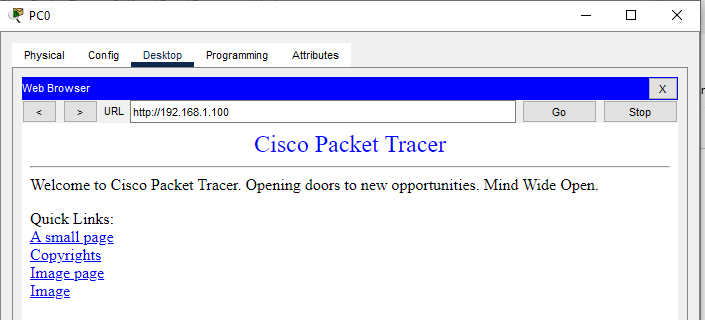 PC0
Physical Config Desktop Programming Attributes
Web Browser X
< > URL http://192.168.1.100 Go Stop
Cisco Packet Tracer
Welcome to Cisco Packet Tracer. Opening doors to new opportunities. Mind Wide Open.
Quick Links:
A small page
Copyrights
Image page
Image